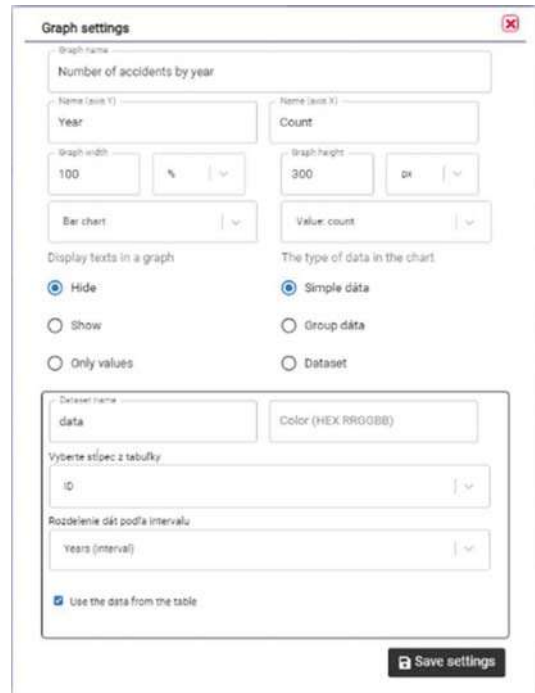 Graph settings
Graph name
Number of accidents by year
Name (axis Y) Name (axis X)
Year Count
Graph width Graph height
100 % 300 px
Bar chart Value: count
Display texts in a graph The type of data in the chart
Hide Simple dáta
Show Group dáta
Only values Dataset
Dataset name
data Color (HEX RRGGBB)
Vyberte stĺpec z tabuľky
ID
Rozdelenie dát podľa intervalu
Years (interval)
Use the data from the table
Save settings